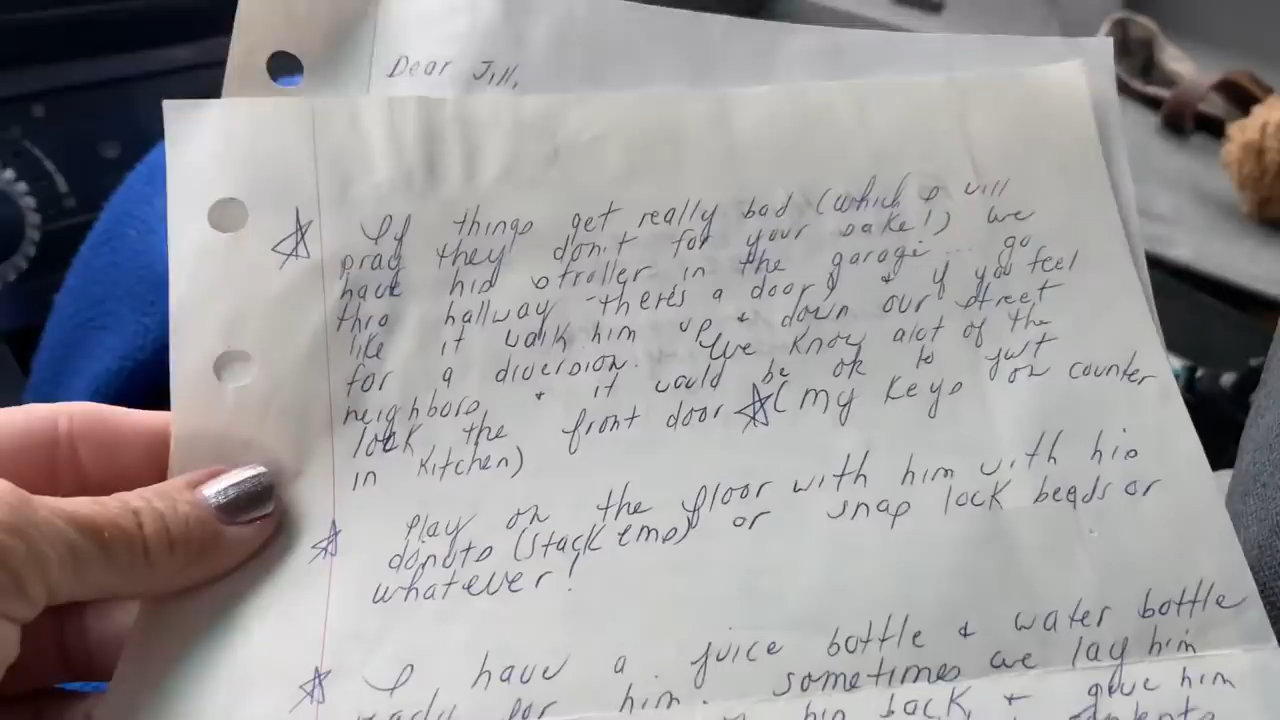 Dear Jill,
☆ If things get really bad (which I will
pray they don't for your sake!) we
have his stroller in the garage... go
thro hallway - there's a door) & if you feel
like it walk him up & down our street
for a diversion. We know alot of the
neighbors & it would be ok to just
lock the front door ☆ (my keys on counter
in kitchen)
☆ Play on the floor with him with his
donuts (stack ems) or snap lock beads or
whatever!
☆ I have a juice bottle & water bottle
ready for him. Sometimes we lay him
his back & give him